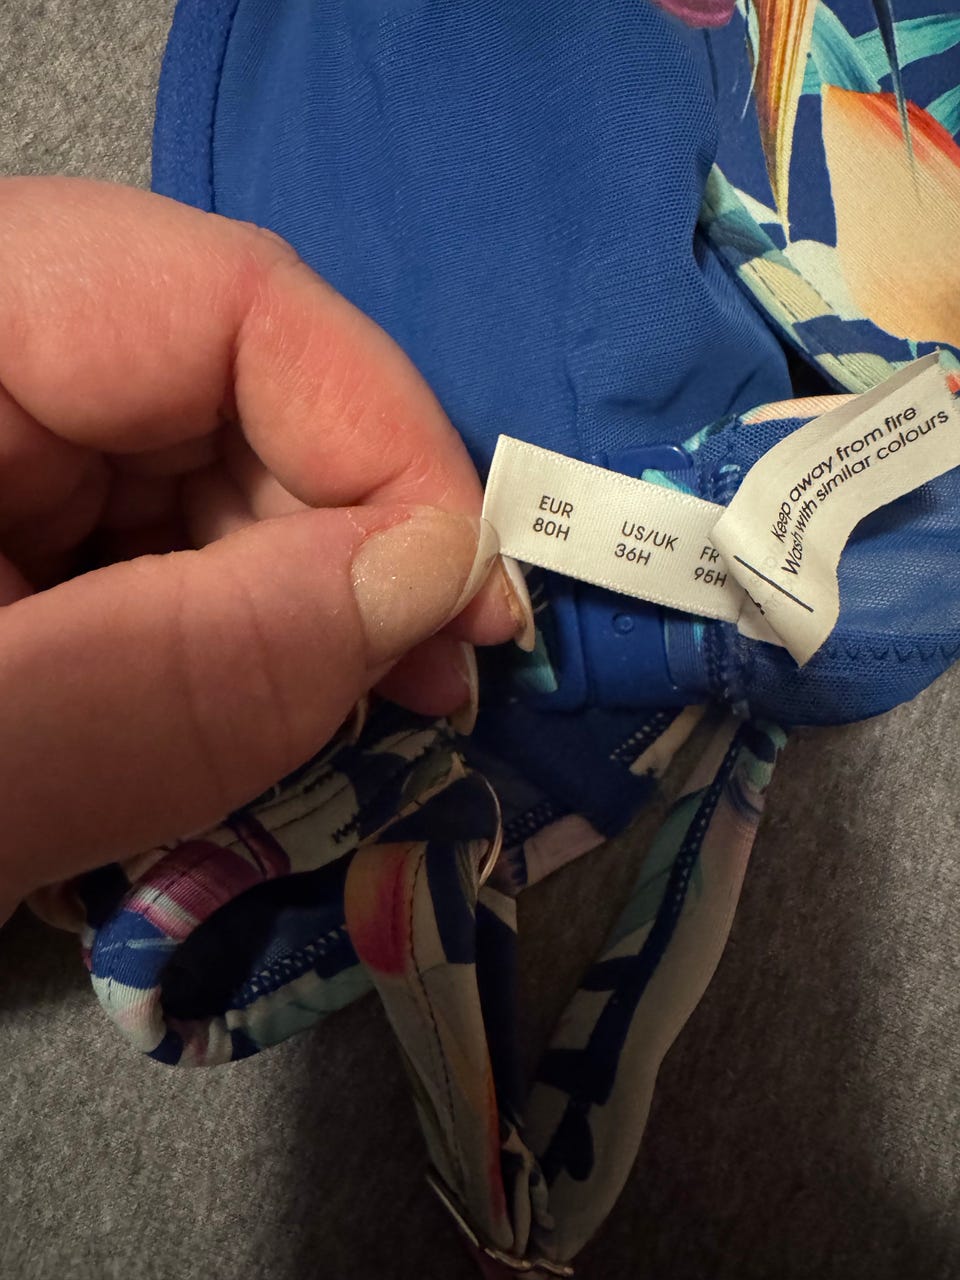 EUR
80H
US/UK
36H
FR
95H
Keep away from fire
Wash with similar colours